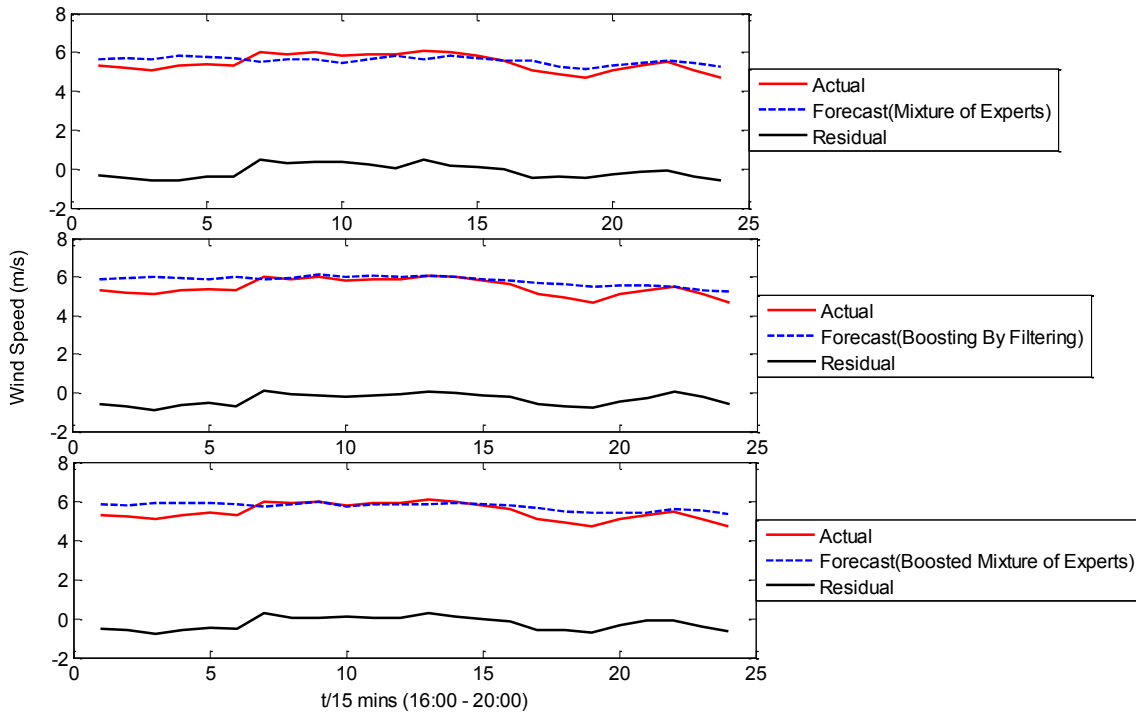 8
6
4
2
0
-2
0 5 10 15 20 25
Actual
Forecast(Mixture of Experts)
Residual
Wind Speed (m/s)
8
6
4
2
0
-2
0 5 10 15 20 25
Actual
Forecast(Boosting By Filtering)
Residual
8
6
4
2
0
-2
0 5 10 15 20 25
Actual
Forecast(Boosted Mixture of Experts)
Residual
t/15 mins (16:00 - 20:00)